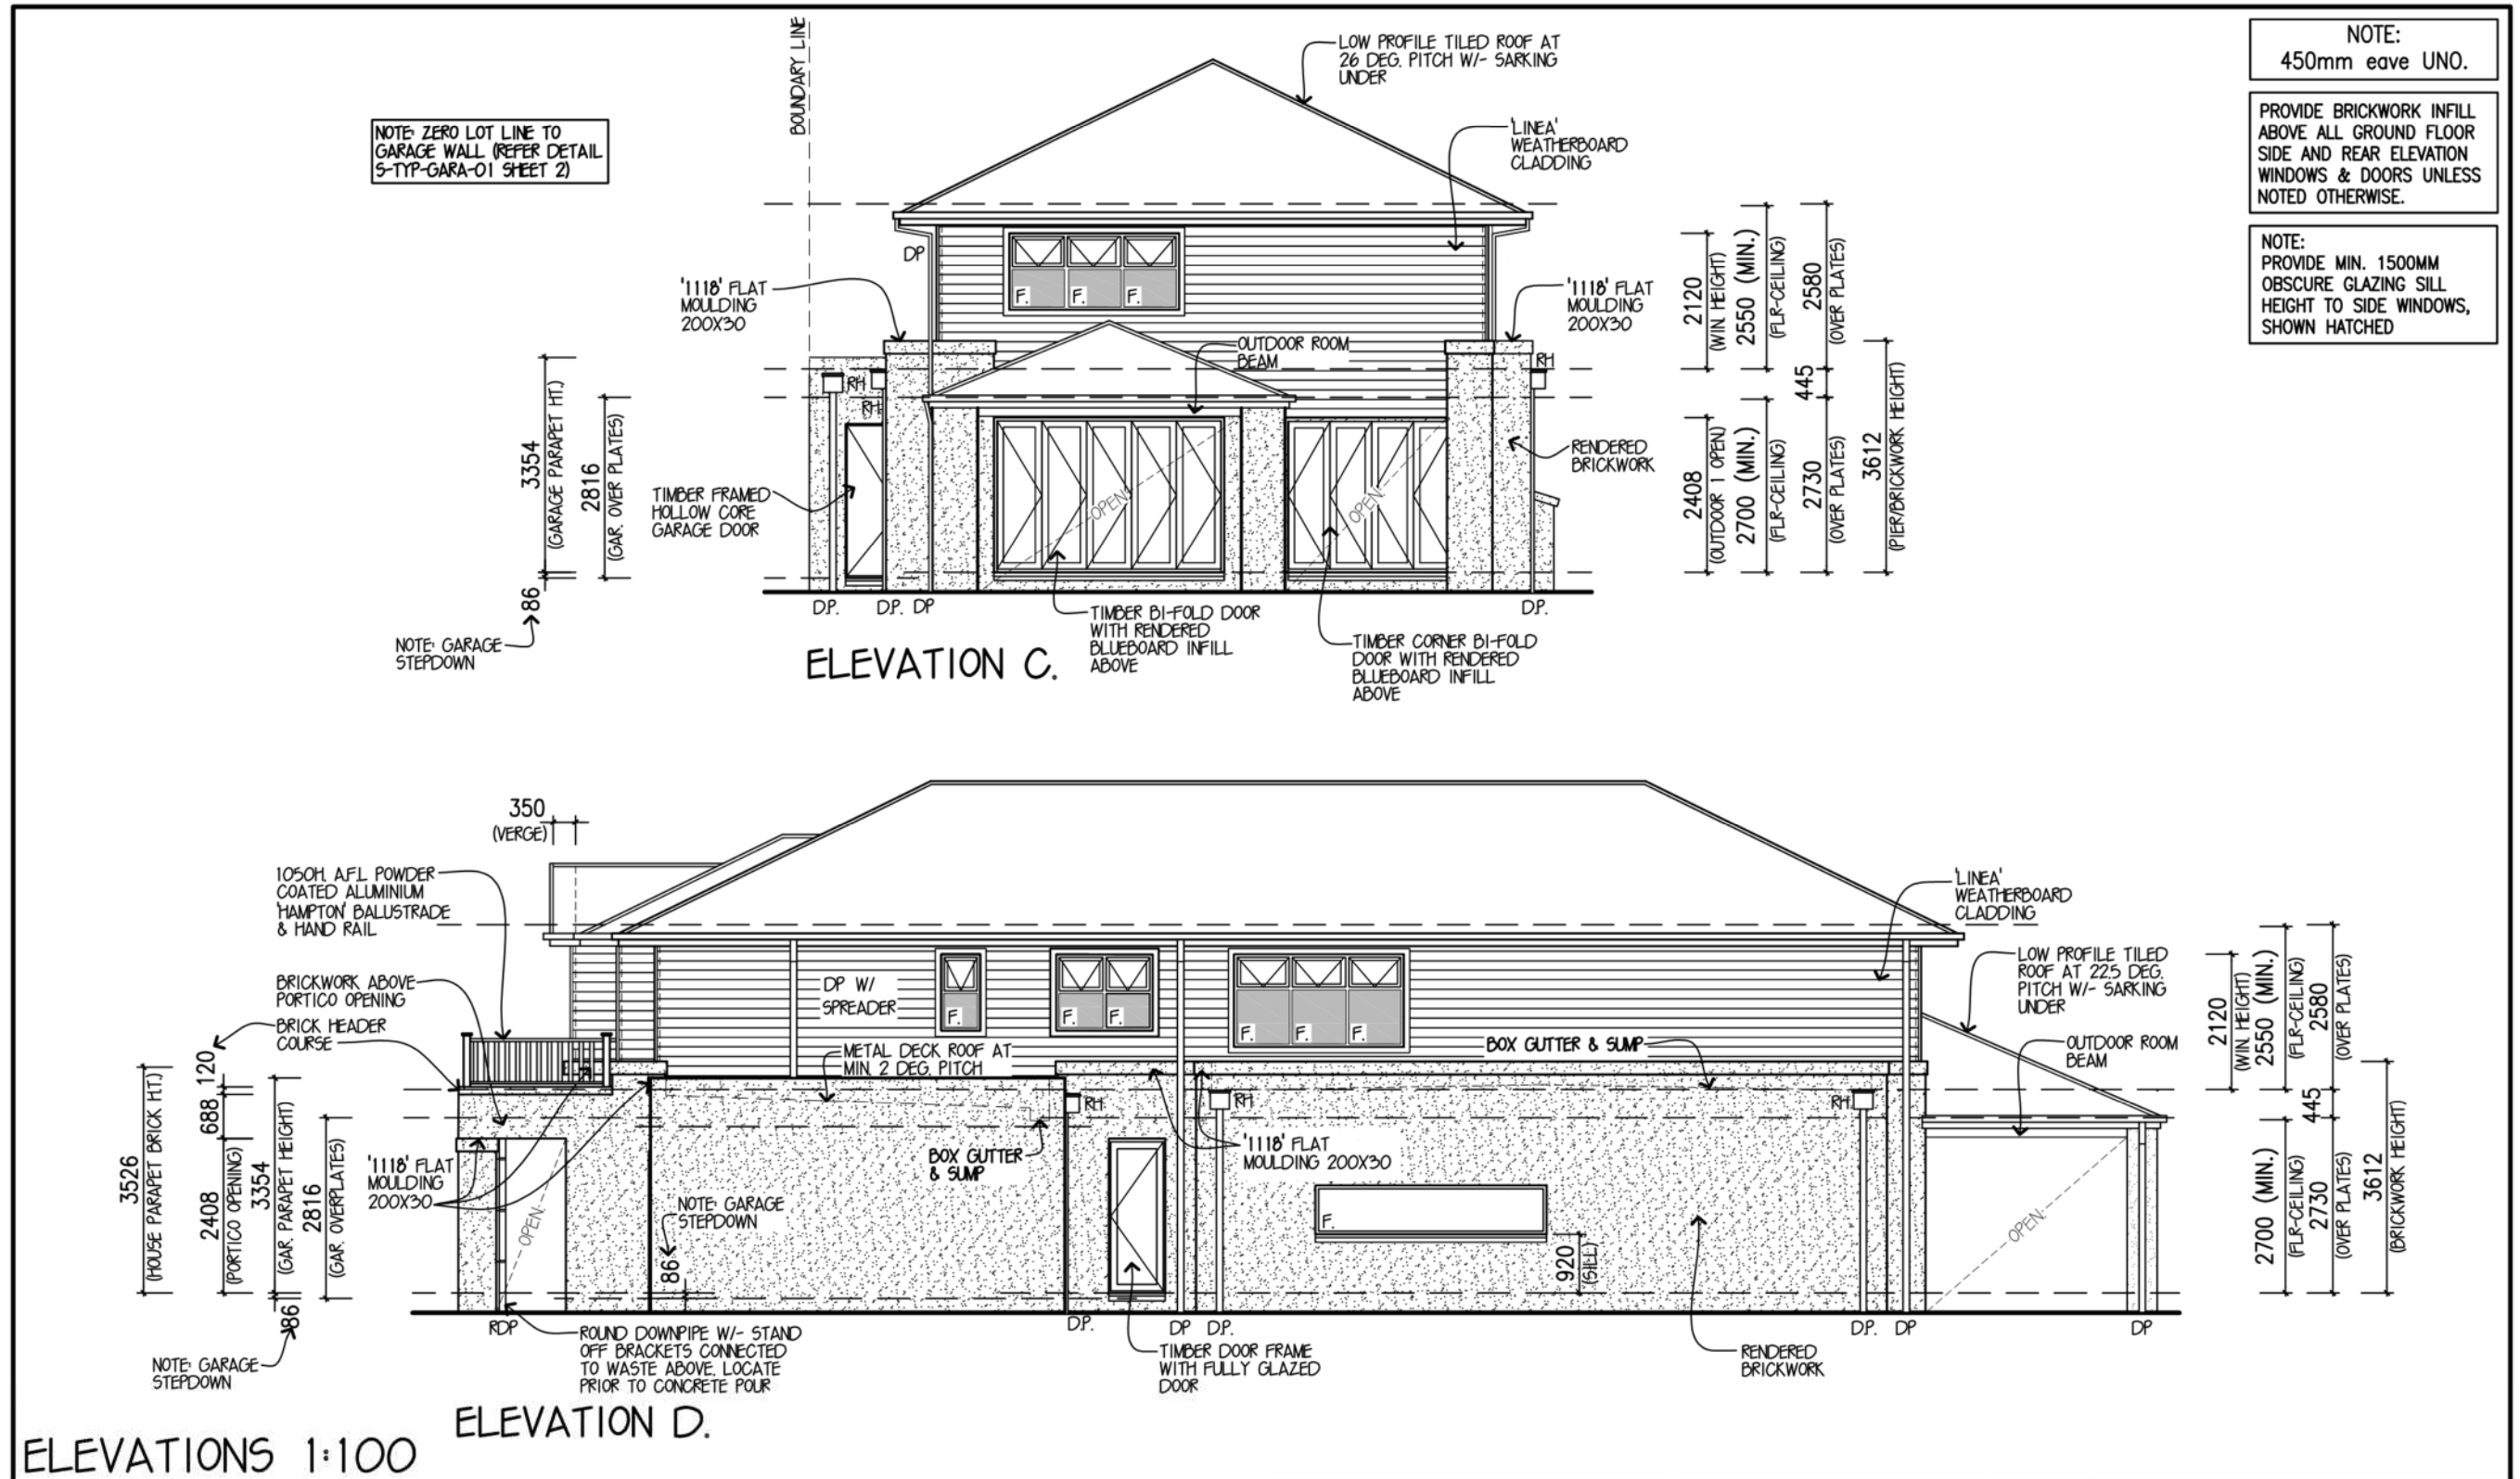 BOUNDARY LINE
NOTE: ZERO LOT LINE TO
GARAGE WALL (REFER DETAIL
S-TYP-GARA-01 SHEET 2)
LOW PROFILE TILED ROOF AT
26 DEG. PITCH W/- SARKING
UNDER
'LINEA'
WEATHERBOARD
CLADDING
NOTE:
450mm eave UNO.
PROVIDE BRICKWORK INFILL
ABOVE ALL GROUND FLOOR
SIDE AND REAR ELEVATION
WINDOWS & DOORS UNLESS
NOTED OTHERWISE.
NOTE:
PROVIDE MIN. 1500MM
OBSCURE GLAZING SILL
HEIGHT TO SIDE WINDOWS,
SHOWN HATCHED
DP
F.
F.
F.
'1118' FLAT
MOULDING
200X30
'1118' FLAT
MOULDING
200X30
OUTDOOR ROOM
BEAM
RH
RH
RH
RENDERED
BRICKWORK
TIMBER FRAMED
HOLLOW CORE
GARAGE DOOR
3354
(GARAGE PARAPET HT.)
2816
(GAR. OVER PLATES)
86
NOTE: GARAGE
STEPDOWN
OPEN
OPEN
2120
(WIN. HEIGHT)
2550 (MIN.)
(FLR-CEILING)
2580
(OVER PLATES)
445
2408
(OUTDOOR 1 OPEN)
2700 (MIN.)
(FLR-CEILING)
2730
(OVER PLATES)
3612
(PIER/BRICKWORK HEIGHT)
D.P.
D.P.
DP
D.P.
TIMBER BI-FOLD DOOR
WITH RENDERED
BLUEBOARD INFILL
ABOVE
TIMBER CORNER BI-FOLD
DOOR WITH RENDERED
BLUEBOARD INFILL
ABOVE
ELEVATION C.
350
(VERGE)
1050H. A.F.L POWDER
COATED ALUMINIUM
'HAMPTON' BALUSTRADE
& HAND RAIL
BRICKWORK ABOVE
PORTICO OPENING
BRICK HEADER
COURSE
120
688
3526
(HOUSE PARAPET BRICK HT.)
2408
(PORTICO OPENING)
3354
(GAR. PARAPET HEIGHT)
2816
(GAR. OVERPLATES)
86
NOTE: GARAGE
STEPDOWN
'1118' FLAT
MOULDING
200X30
OPEN
DP W/
SPREADER
F.
F.
F.
F.
F.
F.
METAL DECK ROOF AT
MIN. 2 DEG. PITCH
BOX GUTTER & SUMP
BOX GUTTER
& SUMP
RH
RH
RH
'1118' FLAT
MOULDING 200X30
NOTE: GARAGE
STEPDOWN
86
F.
920
(SILL)
'LINEA'
WEATHERBOARD
CLADDING
LOW PROFILE TILED
ROOF AT 22.5 DEG.
PITCH W/- SARKING
UNDER
OUTDOOR ROOM
BEAM
OPEN
2120
(WIN. HEIGHT)
2550 (MIN.)
(FLR-CEILING)
2580
(OVER PLATES)
445
2700 (MIN.)
(FLR-CEILING)
2730
(OVER PLATES)
3612
(BRICKWORK HEIGHT)
RDP
D.P.
DP
D.P.
D.P.
DP
DP
ROUND DOWNPIPE W/- STAND
OFF BRACKETS CONNECTED
TO WASTE ABOVE. LOCATE
PRIOR TO CONCRETE POUR
TIMBER DOOR FRAME
WITH FULLY GLAZED
DOOR
RENDERED
BRICKWORK
ELEVATION D.
ELEVATIONS 1:100